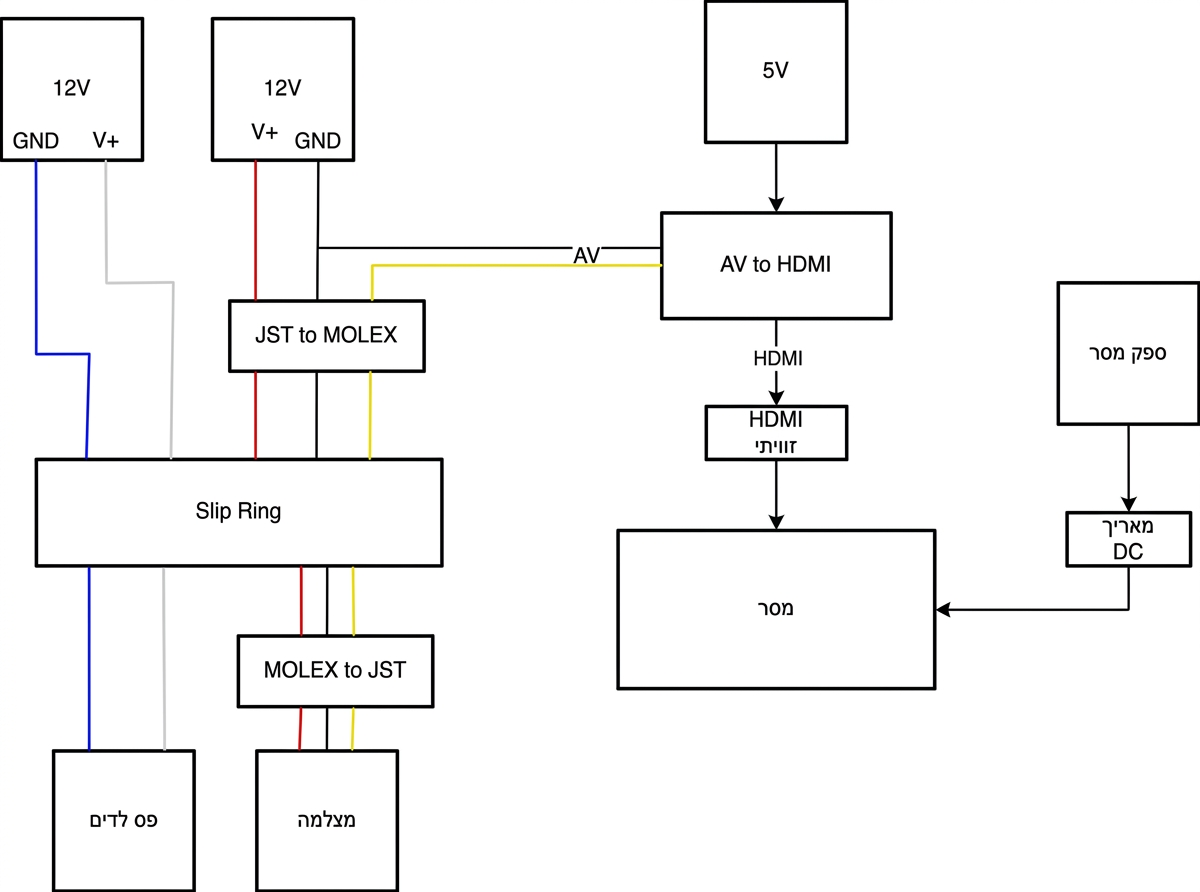 12V
GND V+
12V
V+ GND
5V
AV
AV to HDMI
JST to MOLEX
HDMI
HDMI
זוויתי
ספק מסר
Slip Ring
מאריך
DC
מסר
MOLEX to JST
פס לדים
מצלמה